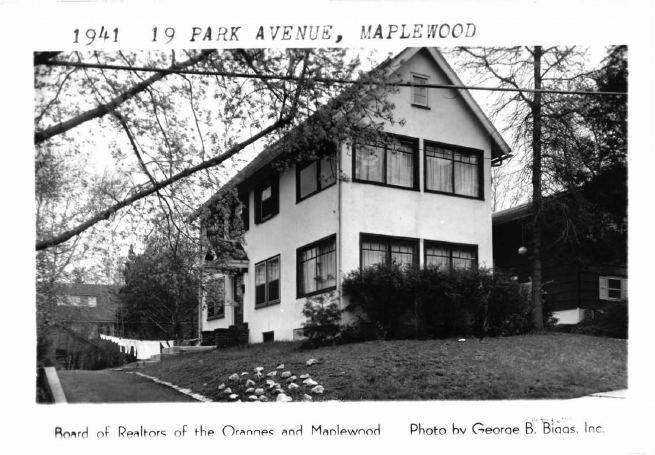 1941 19 PARK AVENUE, MAPLEWOOD
Board of Realtors of the Oranges and Maplewood Photo by George B. Biggs, Inc.